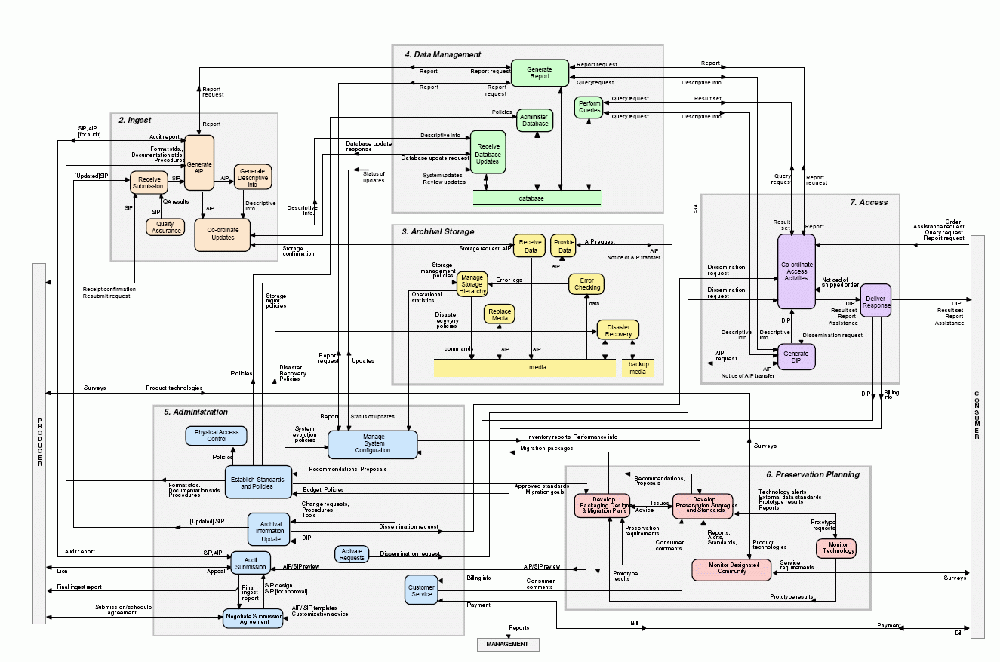 4. Data Management
Generate
Report
Report request
Report
Report
Report request
Queryrequest
Descriptive info
Report
Report
request
Report
request
Perform
Queries
Query request
Result set
Query request
Descriptive info
Policies
Administer
Database
2. Ingest
Report
SIP, AIP
[for audit]
Audit report
Format stds.,
Documentation stds.
Procedures
Generate
AIP
Descriptive info
Database update
response
Database update request
Receive
Database
Updates
Status of
updates
System updates
Review updates
database
[Updated]SIP
Receive
Submission
SIP
AIP
Generate
Descriptive
Info
QA results
SIP
SIP
AIP
Descriptive
Info.
Descriptive
Info.
Quality
Assurance
Co-ordinate
Updates
Query
request
Report
request
7. Access
Result
set
Report
Order
Assistance request
Query request
Report request
3. Archival Storage
Storage
confirmation
Storage request, AIP
Receive
Data
Provide
Data
AIP request
AIP
Notice of AIP transfer
Co-ordinate
Access
Activities
Dissemination
request
Dissemination
request
Noticed of
shipped order
Deliver
Response
DIP
Result set
Report
Assistance
DIP
Result set
Report
Assistance
Storage
management
policies
Manage
Storage
Hierarchy
Error logs
AIP
Error
Checking
data
Operational
statistics
Replace
Media
Disaster
recovery
policies
Disaster
Recovery
commands
AIP
AIP
media
backup
media
Receipt confirmation
Resubmit request
Storage
mgmt
policies
DIP
Descriptive
Info
Descriptive
Info
Dissemination request
AIP
request
Generate
DIP
AIP
Notice of AIP transfer
Policies
Disaster
Recovery
Policies
Report
request
Updates
Surveys
Product technologies
DIP
Billing
info
PRODUCER
CONSUMER
5. Administration
Physical Access
Control
Policies
System
evolution
policies
Report
Status of updates
Manage
System
Configuration
Inventory reports, Performance info
Migration packages
Surveys
Establish Standards
and Policies
Recommendations, Proposals
Budget, Policies
Format stds.
Documentation stds.
Procedures
Approved standards
Migration goals
Change requests,
Procedures,
Tools
[Updated] SIP
Archival
Information
Update
Dissemination request
DIP
Activate
Requests
Dissemination request
Audit report
SIP, AIP
Audit
Submission
Lien
Appeal
AIP/SIP review
AIP/SIP review
Final ingest report
Final
ingest
report
SIP design
SIP [for approval]
Customer
Service
Billing info
Consumer
comments
Payment
Submission/schedule
agreement
Negotiate Submission
Agreement
AIP/ SIP templates
Customization advice
Reports
MANAGEMENT
Bill
Payment
Bill
6. Preservation Planning
Recommendations,
Proposals
Develop
Packaging Designs
& Migration Plans
Issues
Advice
Develop
Preservation Strategies
and Standards
Technology alerts
External data standards
Prototype results
Reports
Prototype
requests
Preservation
requirements
Consumer
comments
Reports,
Alerts,
Standards,
Product
technologies
Monitor
Technology
Monitor Designated
Community
Service
requirements
Surveys
Prototype
results
Prototype results